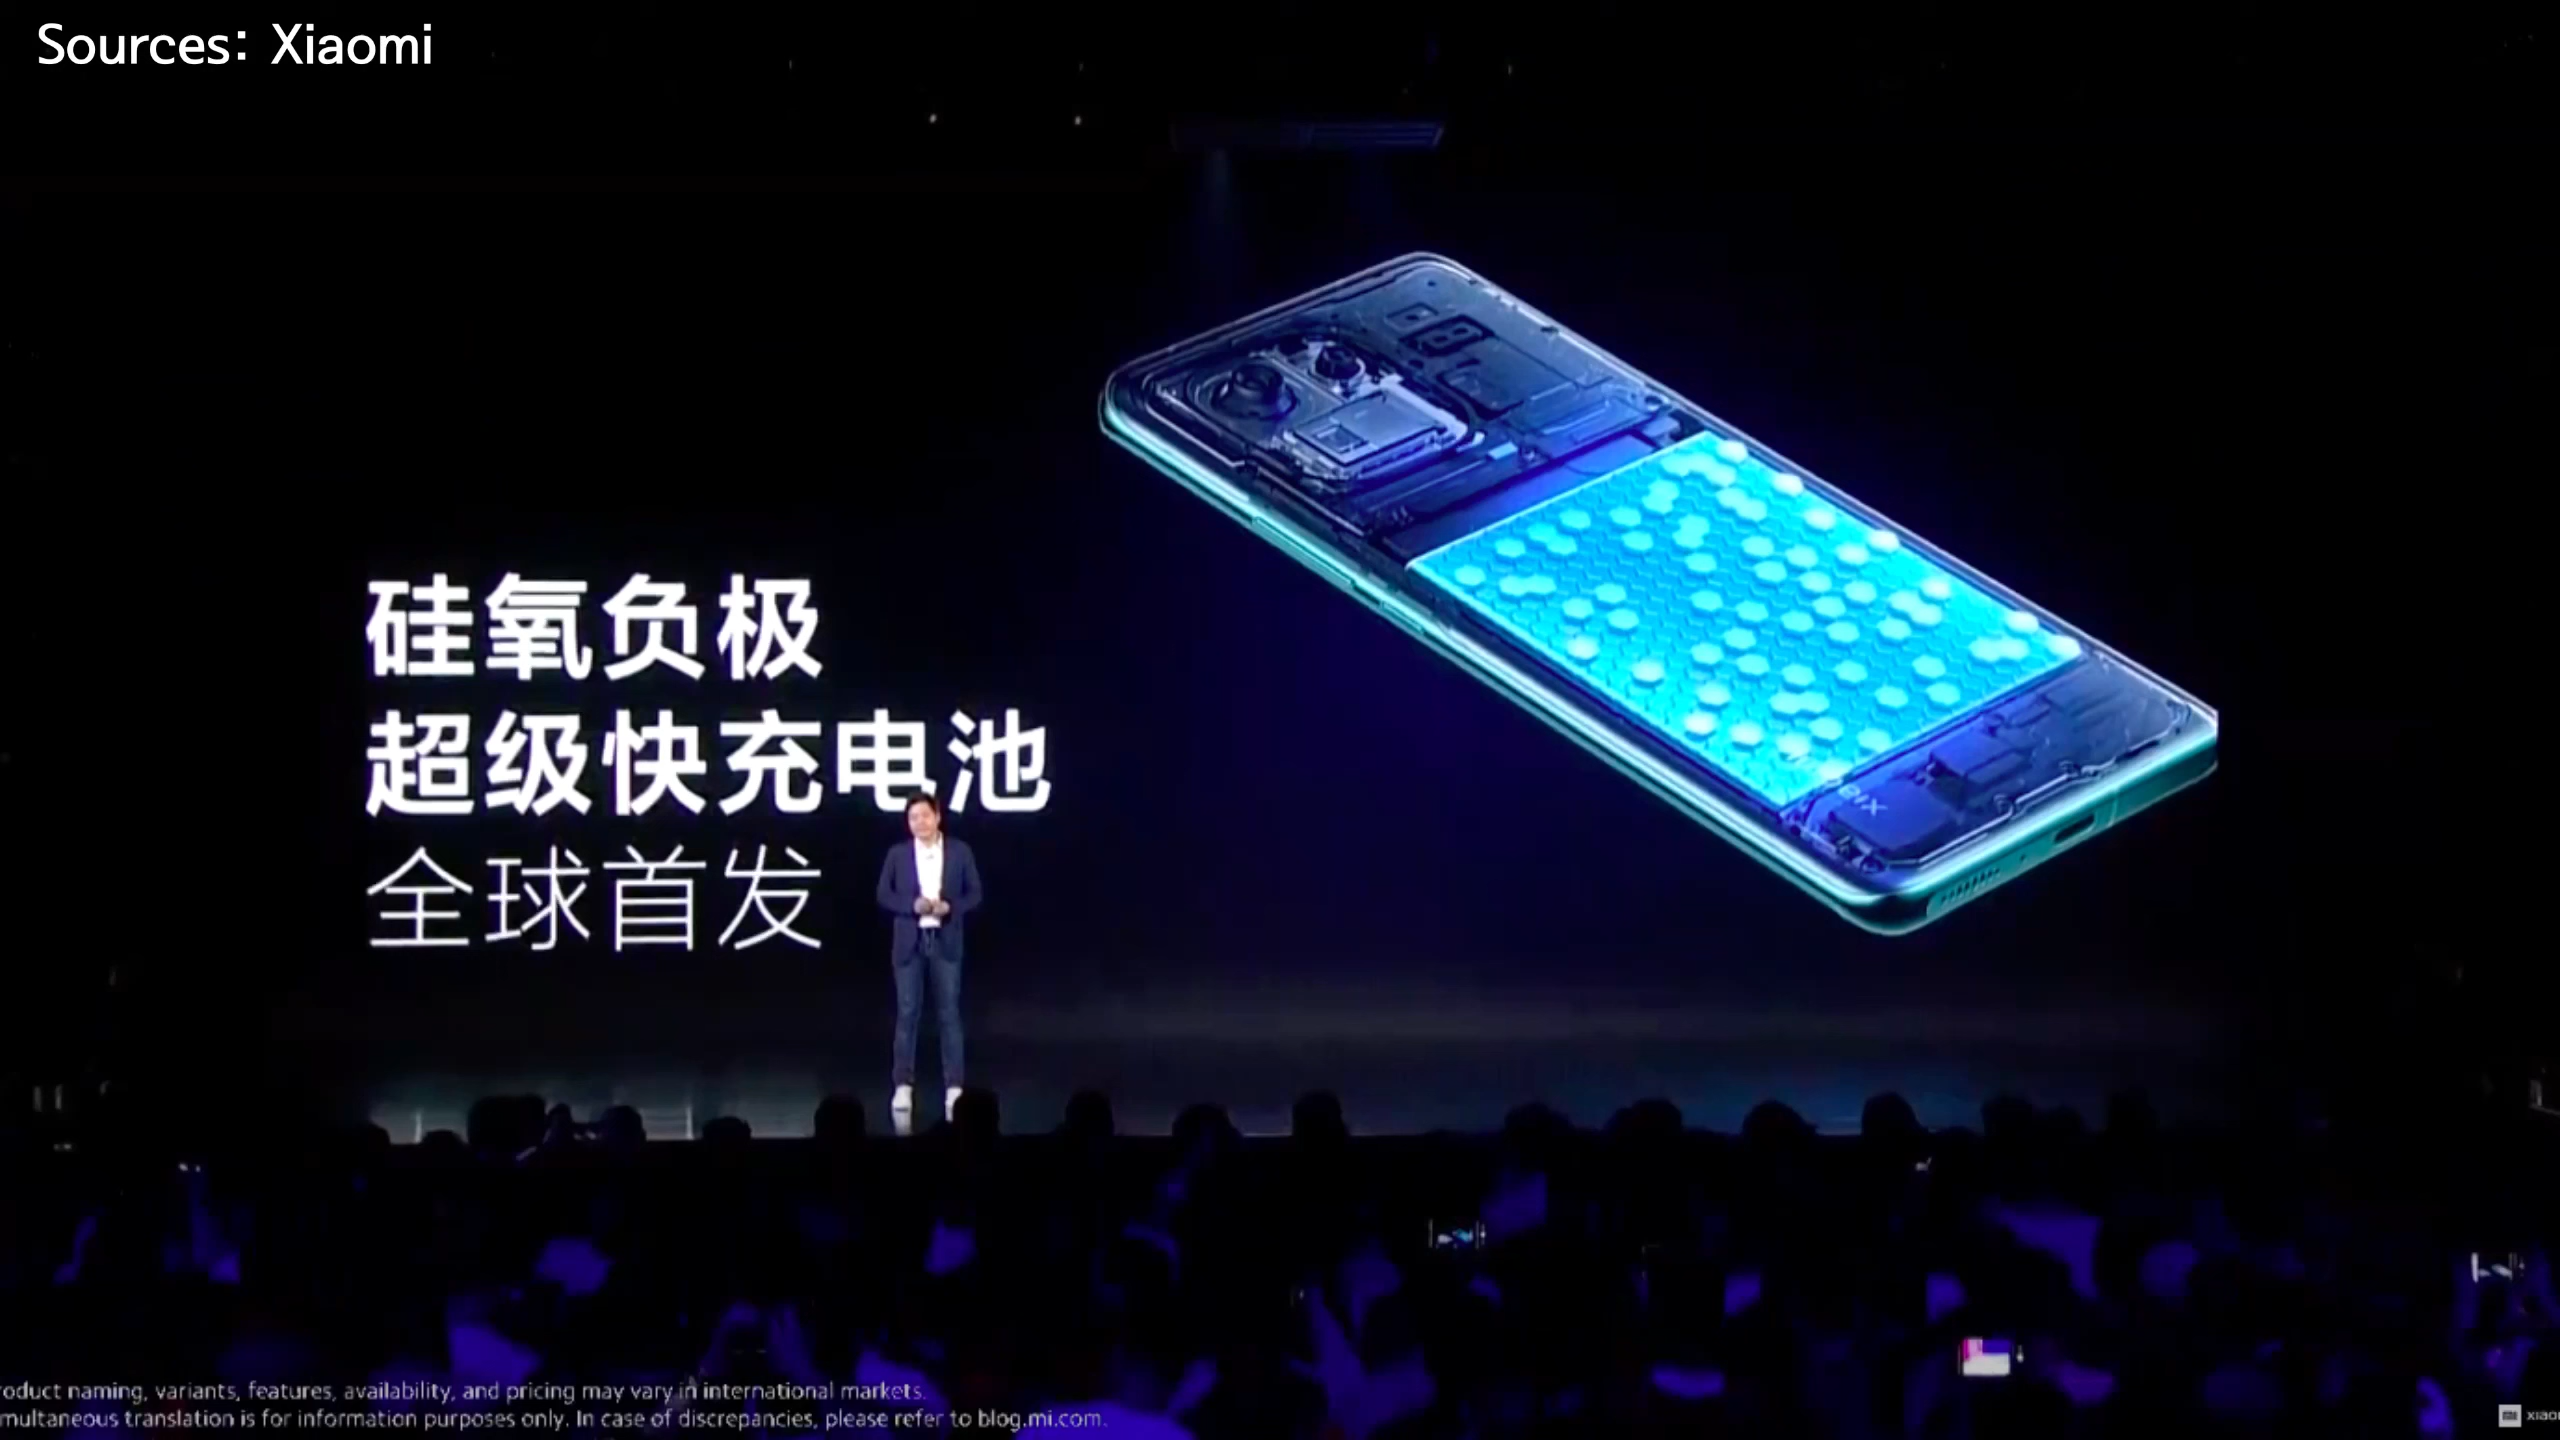 Sources: Xiaomi
硅氧负极
超级快充电池
全球首发
oduct naming, variants, features, availability, and pricing may vary in international markets.
multaneous translation is for information purposes only. In case of discrepancies, please refer to blog.mi.com.